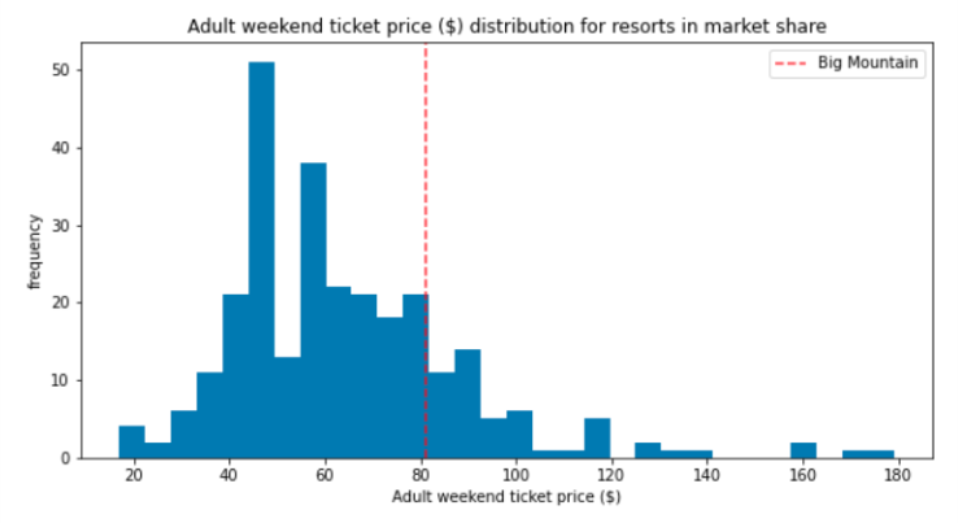 Adult weekend ticket price ($) distribution for resorts in market share
Big Mountain
50
40
30
20
10
0
frequency
20 40 60 80 100 120 140 160 180
Adult weekend ticket price ($)